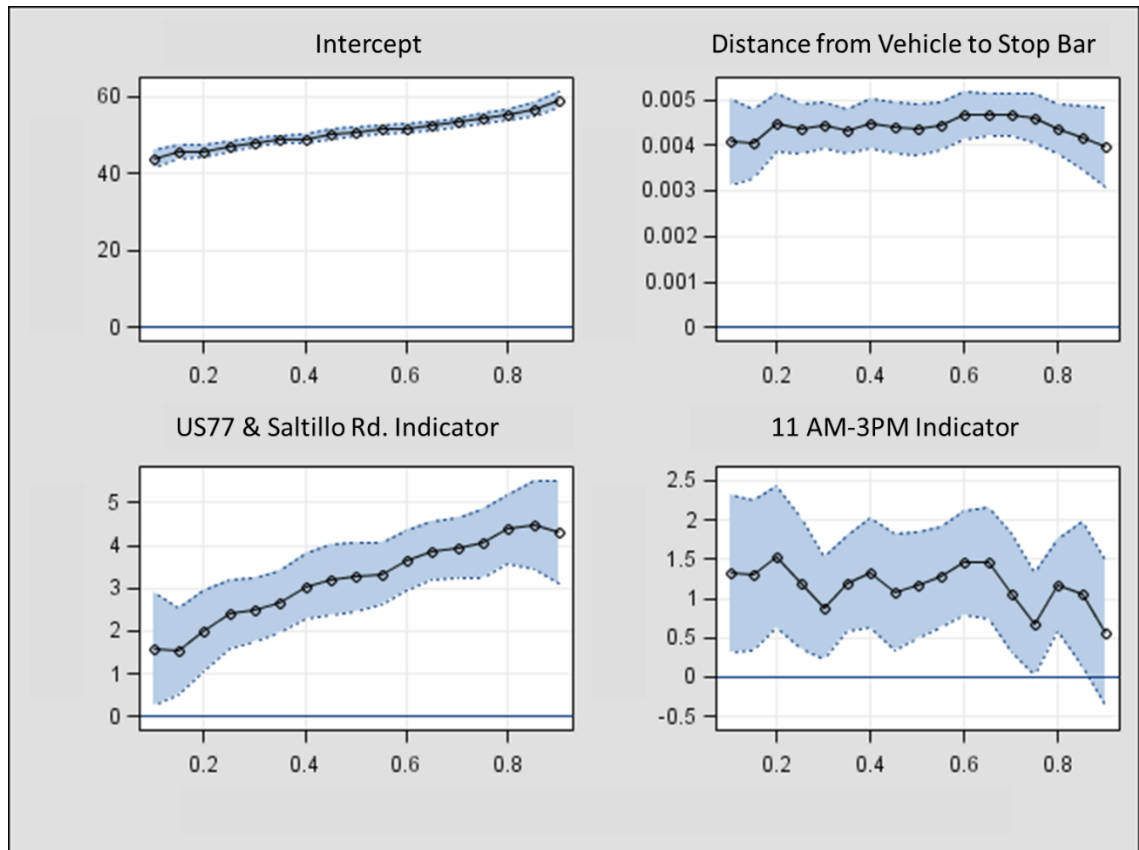 Intercept
60
40
20
0
0.2 0.4 0.6 0.8
Distance from Vehicle to Stop Bar
0.005
0.004
0.003
0.002
0.001
0
0.2 0.4 0.6 0.8
US77 & Saltillo Rd. Indicator
5
4
3
2
1
0
0.2 0.4 0.6 0.8
11 AM-3PM Indicator
2.5
2
1.5
1
0.5
0
-0.5
0.2 0.4 0.6 0.8